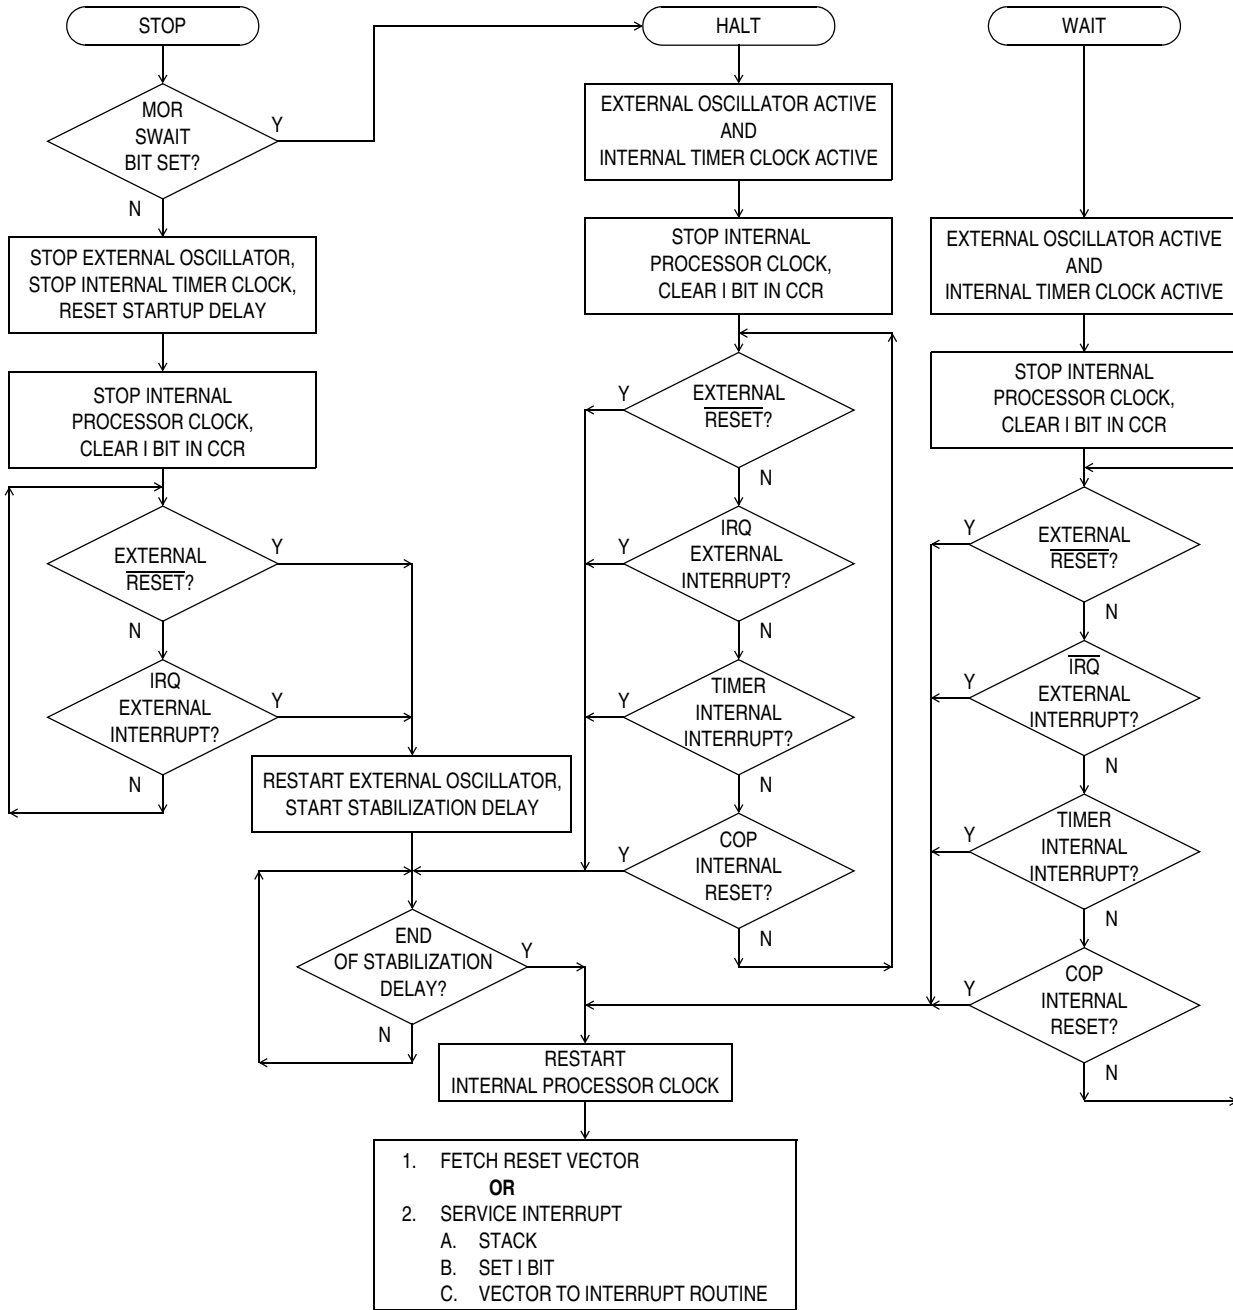 STOP
MOR
SWAIT
BIT SET?
Y
N
STOP EXTERNAL OSCILLATOR,
STOP INTERNAL TIMER CLOCK,
RESET STARTUP DELAY
STOP INTERNAL
PROCESSOR CLOCK,
CLEAR I BIT IN CCR
EXTERNAL
RESET?
Y
N
IRQ
EXTERNAL
INTERRUPT?
Y
N
RESTART EXTERNAL OSCILLATOR,
START STABILIZATION DELAY
END
OF STABILIZATION
DELAY?
Y
N
HALT
EXTERNAL OSCILLATOR ACTIVE
AND
INTERNAL TIMER CLOCK ACTIVE
STOP INTERNAL
PROCESSOR CLOCK,
CLEAR I BIT IN CCR
EXTERNAL
RESET?
Y
N
IRQ
EXTERNAL
INTERRUPT?
Y
N
TIMER
INTERNAL
INTERRUPT?
Y
N
COP
INTERNAL
RESET?
Y
N
WAIT
EXTERNAL OSCILLATOR ACTIVE
AND
INTERNAL TIMER CLOCK ACTIVE
STOP INTERNAL
PROCESSOR CLOCK,
CLEAR I BIT IN CCR
EXTERNAL
RESET?
Y
N
IRQ
EXTERNAL
INTERRUPT?
Y
N
TIMER
INTERNAL
INTERRUPT?
Y
N
COP
INTERNAL
RESET?
Y
N
RESTART
INTERNAL PROCESSOR CLOCK
1. FETCH RESET VECTOR
OR
2. SERVICE INTERRUPT
A. STACK
B. SET I BIT
C. VECTOR TO INTERRUPT ROUTINE